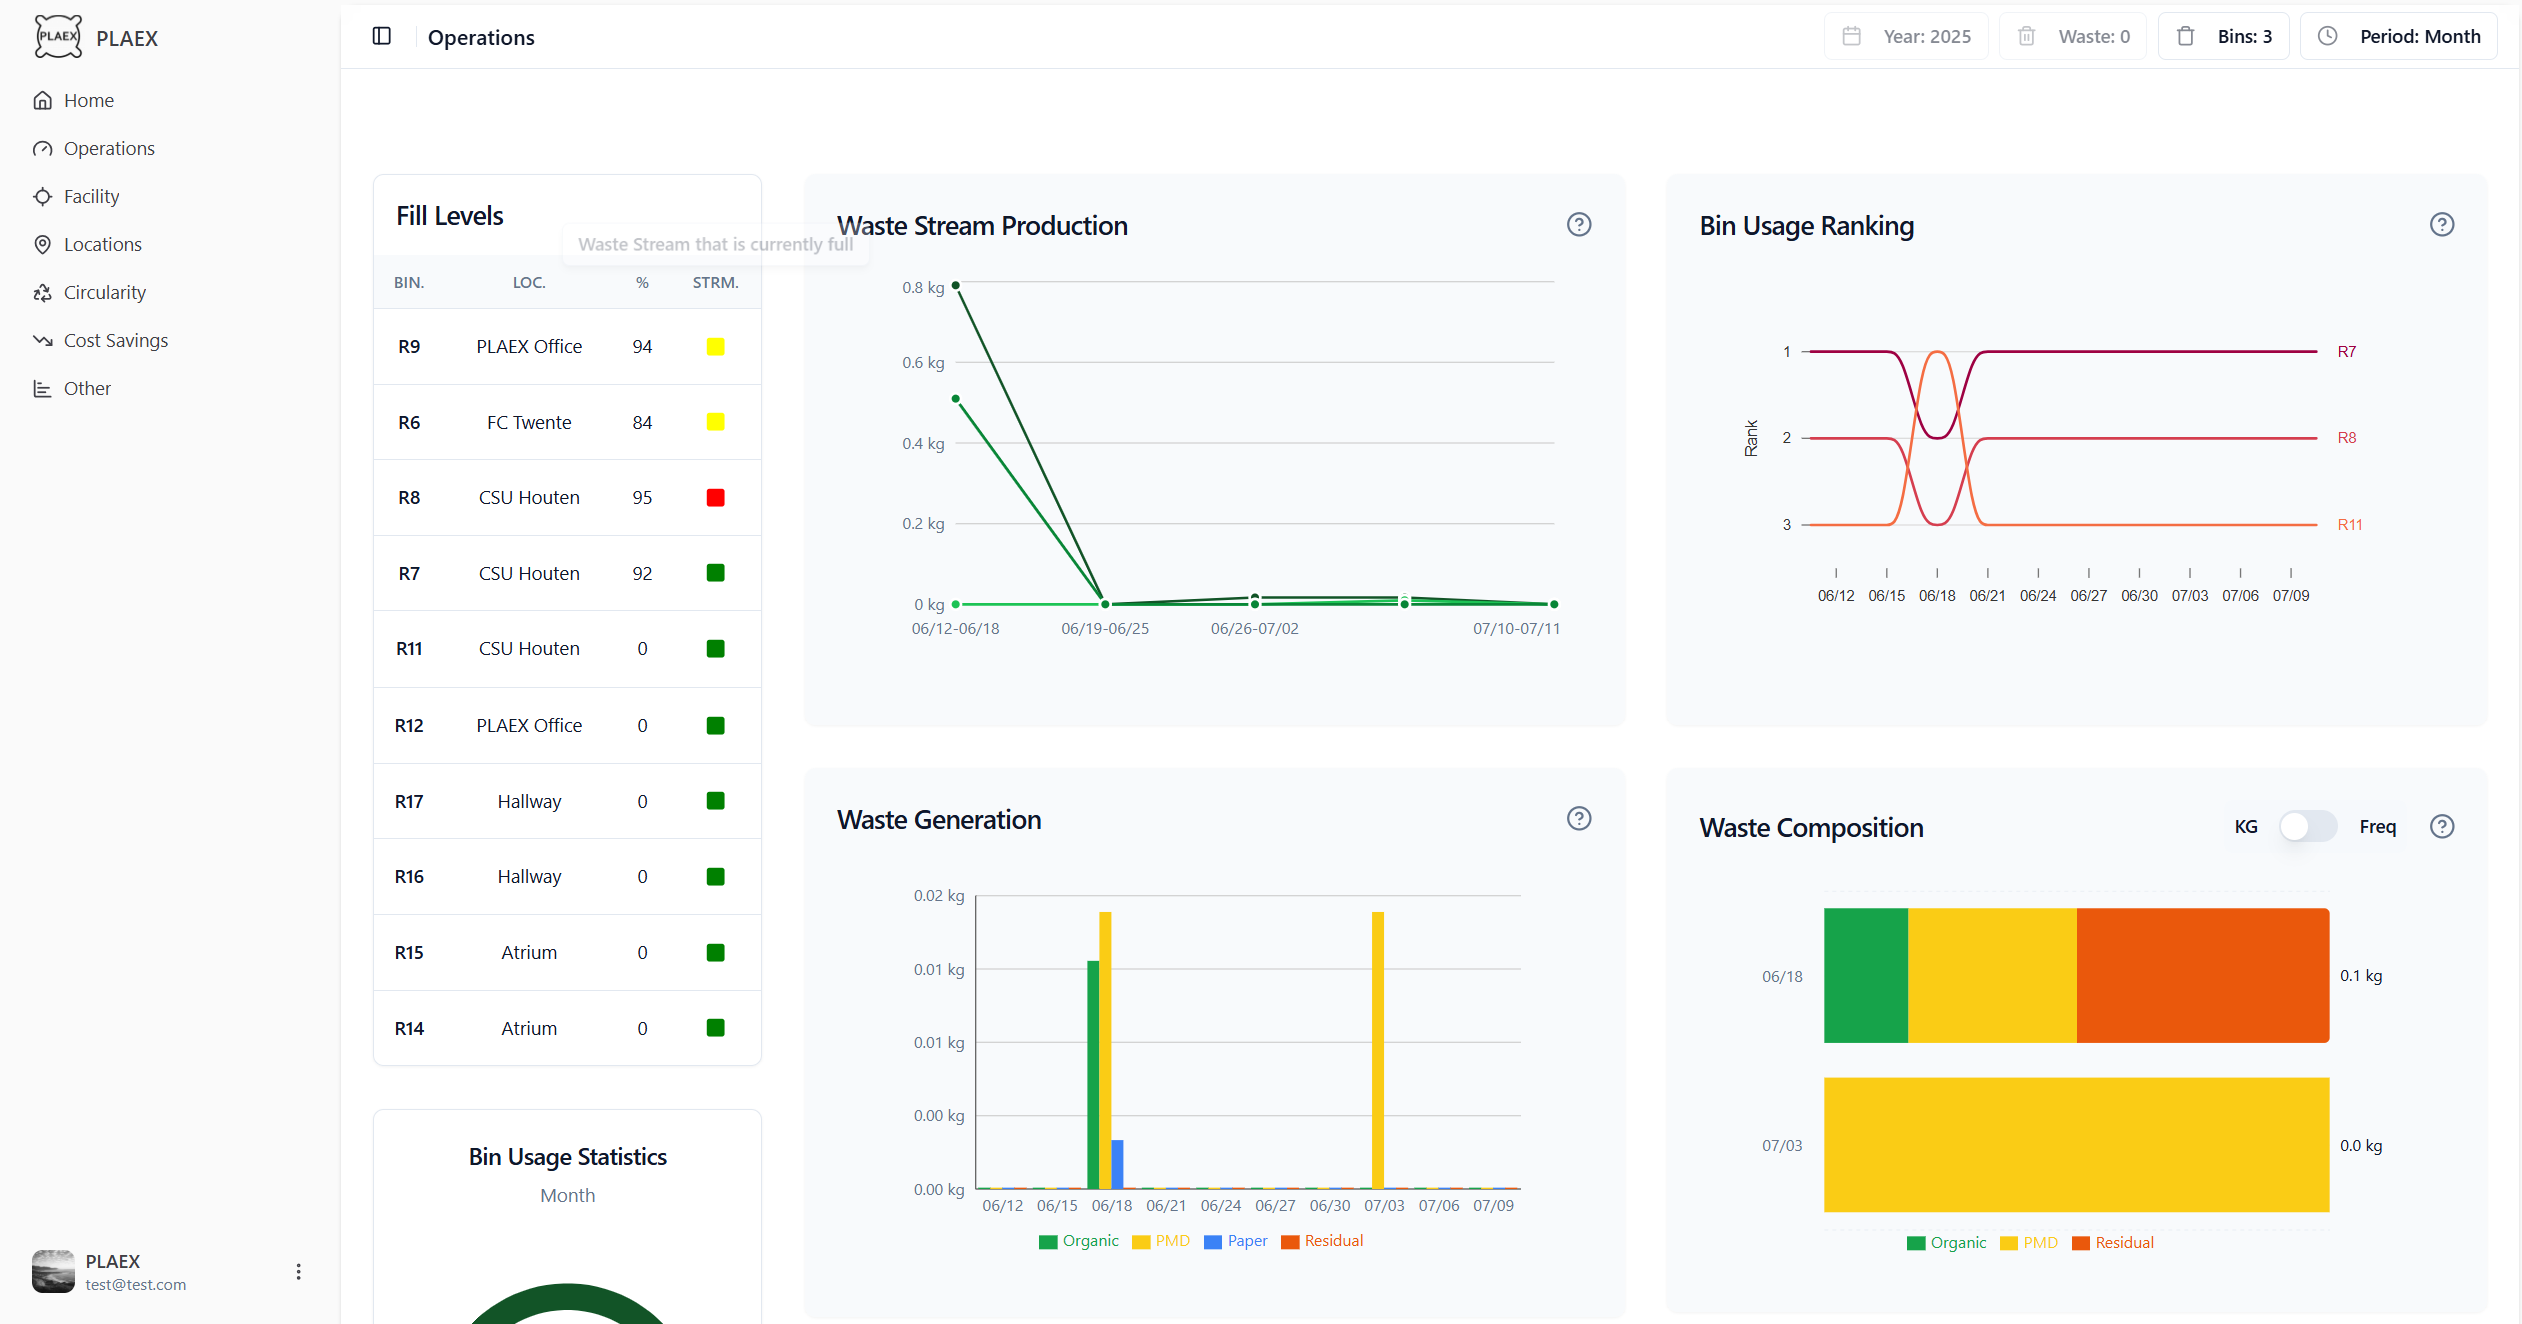 PLAEX
PLAEX
Home
Operations
Facility
Locations
Circularity
Cost Savings
Other
PLAEX
test@test.com
Operations
Year: 2025
Waste: 0
Bins: 3
Period: Month
Fill Levels
Waste Stream that is currently full
BIN. LOC. % STRM.
R9 PLAEX Office 94
R6 FC Twente 84
R8 CSU Houten 95
R7 CSU Houten 92
R11 CSU Houten 0
R12 PLAEX Office 0
R17 Hallway 0
R16 Hallway 0
R15 Atrium 0
R14 Atrium 0
Bin Usage Statistics
Month
Waste Stream Production
0.8 kg
0.6 kg
0.4 kg
0.2 kg
0 kg
06/12-06/18 06/19-06/25 06/26-07/02 07/10-07/11
Bin Usage Ranking
Rank
1 R7
2 R8
3 R11
06/12 06/15 06/18 06/21 06/24 06/27 06/30 07/03 07/06 07/09
Waste Generation
0.02 kg
0.01 kg
0.01 kg
0.00 kg
0.00 kg
06/12 06/15 06/18 06/21 06/24 06/27 06/30 07/03 07/06 07/09
Organic PMD Paper Residual
Waste Composition
KG Freq
06/18 0.1 kg
07/03 0.0 kg
Organic PMD Residual